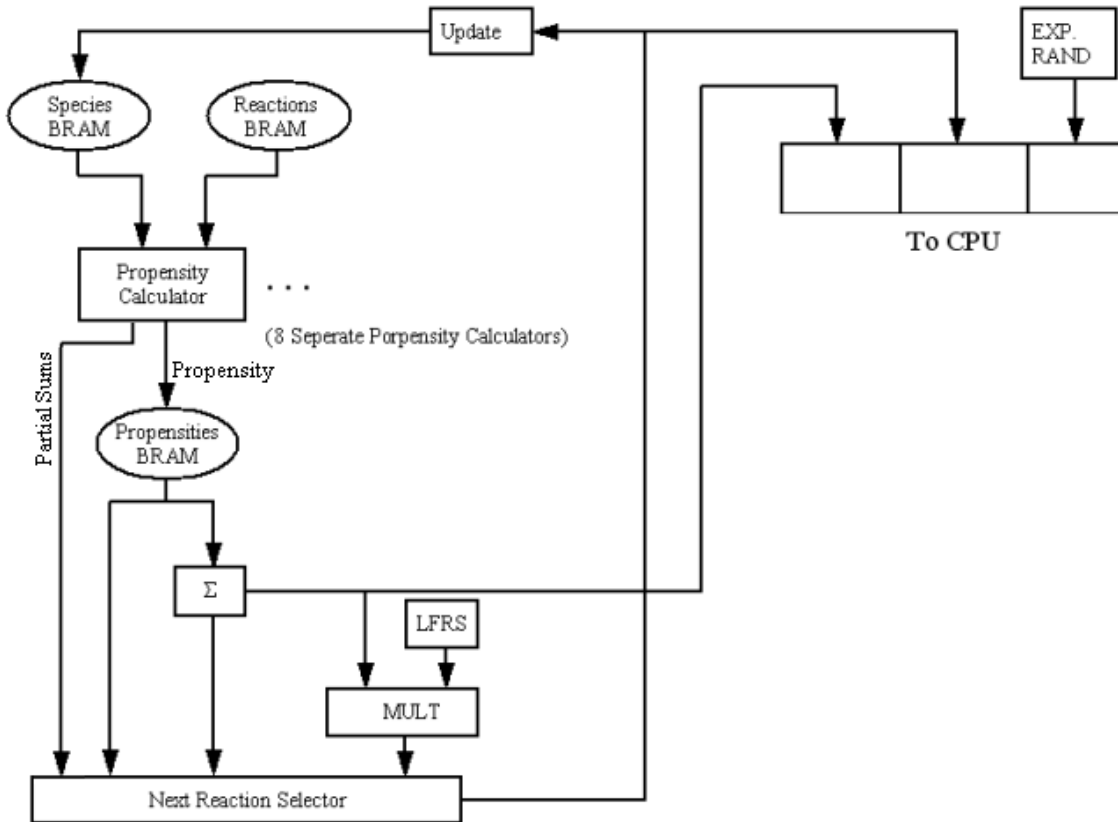 Update
EXP.
RAND
Species
BRAM
Reactions
BRAM
To CPU
Propensity
Calculator
. . .
(8 Seperate Porpensity Calculators)
Partial Sums
Propensity
Propensities
BRAM
Σ
LFRS
MULT
Next Reaction Selector